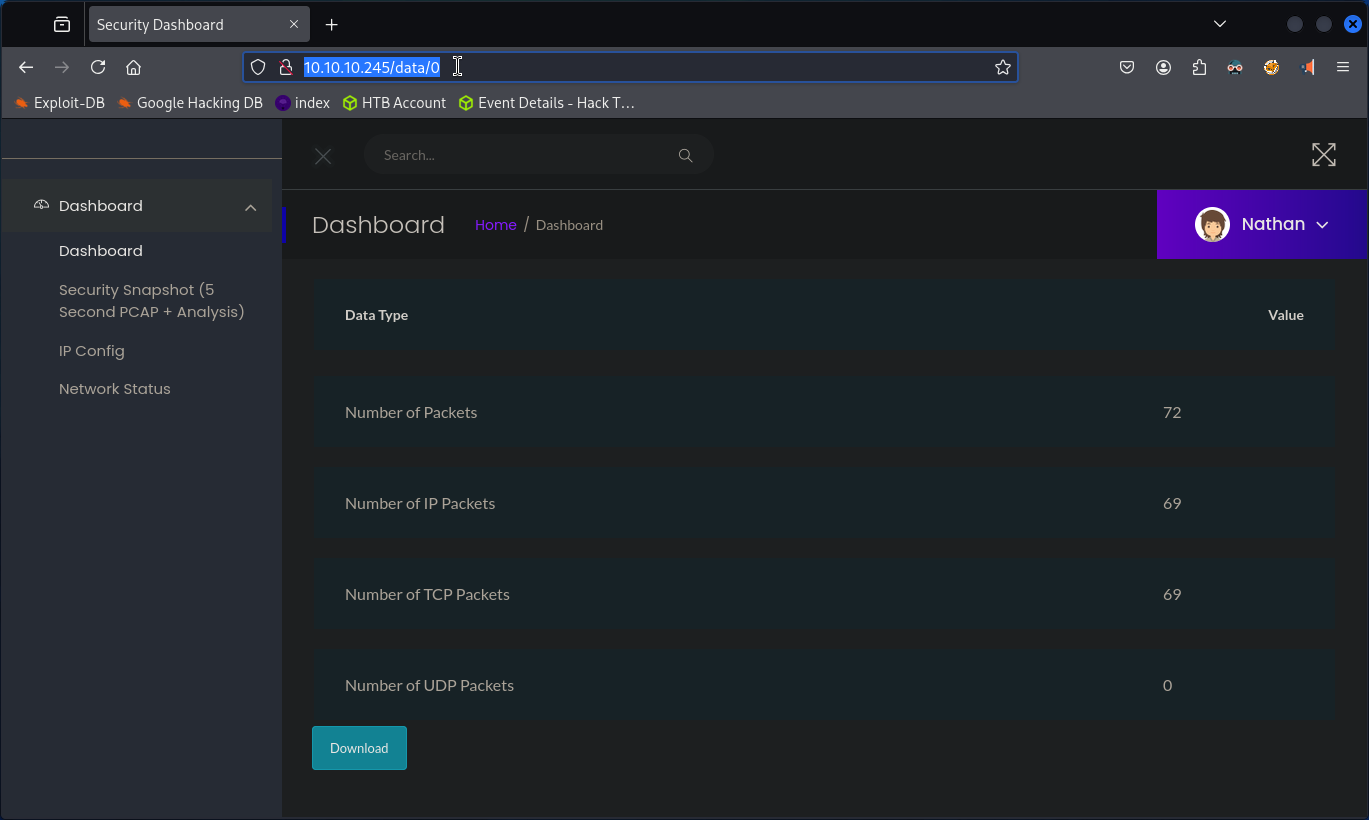 Security Dashboard
10.10.10.245/data/0
Exploit-DB Google Hacking DB index HTB Account Event Details - Hack T…
Search...
Dashboard
Dashboard
Security Snapshot (5
Second PCAP + Analysis)
IP Config
Network Status
Dashboard Home / Dashboard Nathan
Data Type Value
Number of Packets 72
Number of IP Packets 69
Number of TCP Packets 69
Number of UDP Packets 0
Download